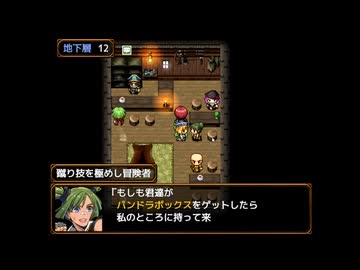 地下層 12
蹴り技を極めし冒険者
「もしも君達が
パンドラボックスをゲットしたら
私のところに持って来